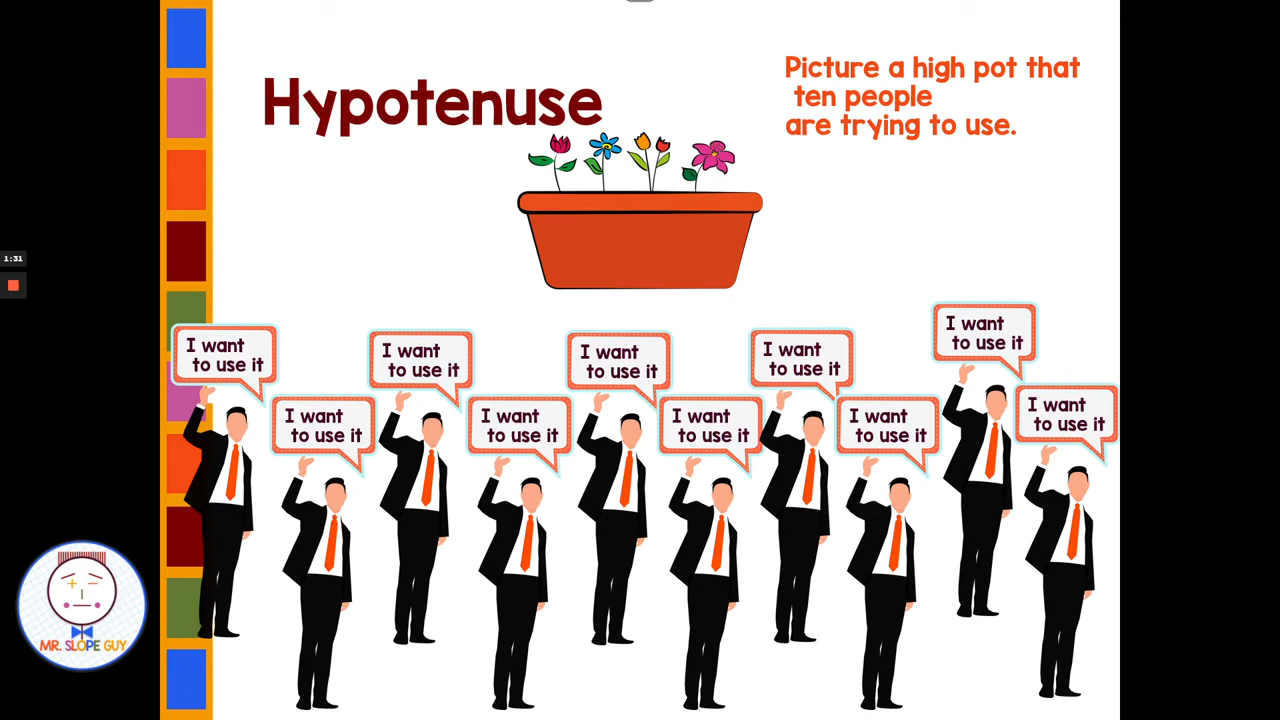 Hypotenuse
Picture a high pot that
ten people
are trying to use.
1:31
I want
to use it
I want
to use it
I want
to use it
I want
to use it
I want
to use it
I want
to use it
I want
to use it
I want
to use it
I want
to use it
I want
to use it
MR. SLOPE GUY